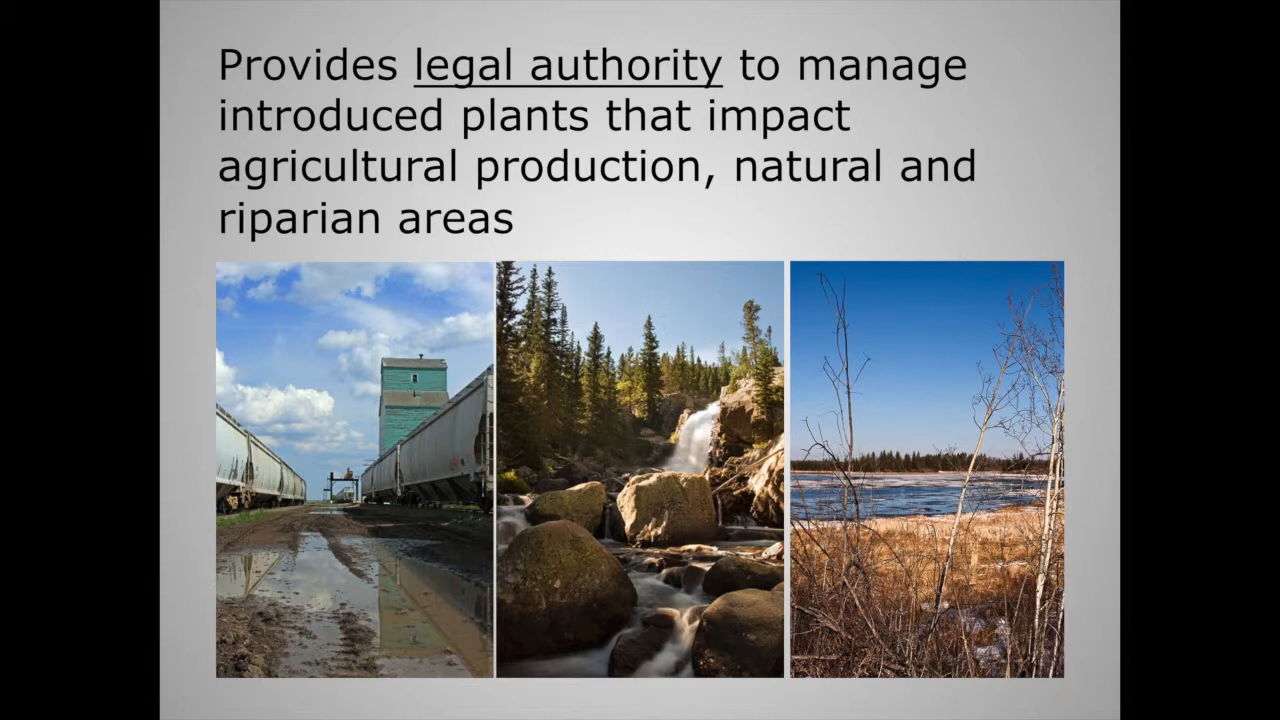 Provides legal authority to manage
introduced plants that impact
agricultural production, natural and
riparian areas